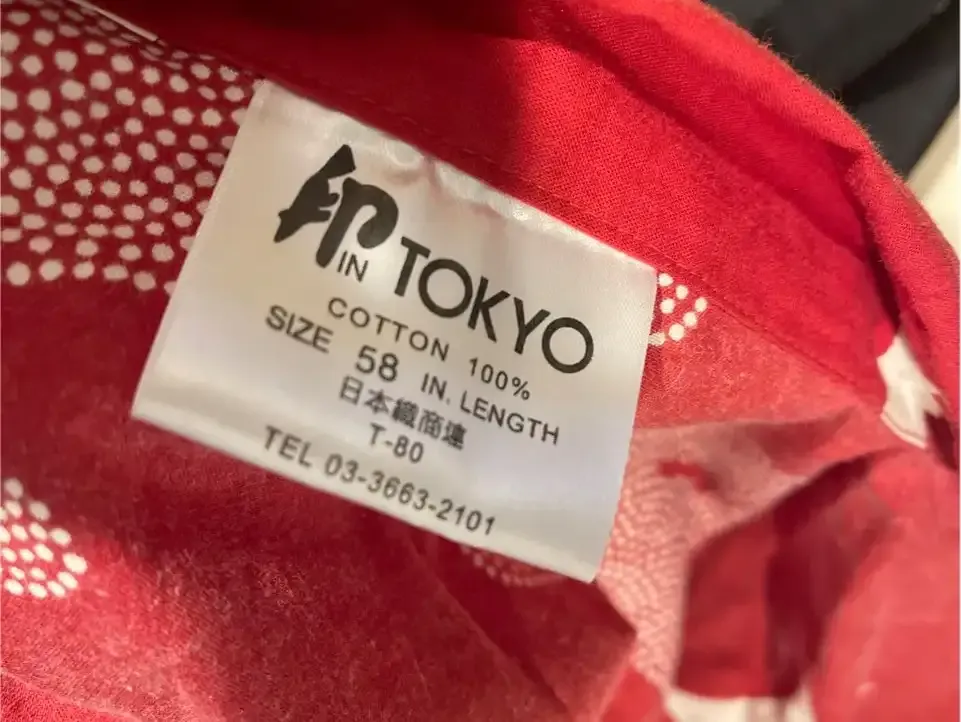 印
IN TOKYO
COTTON 100%
SIZE 58 IN. LENGTH
日本織商連
T-80
TEL 03-3663-2101